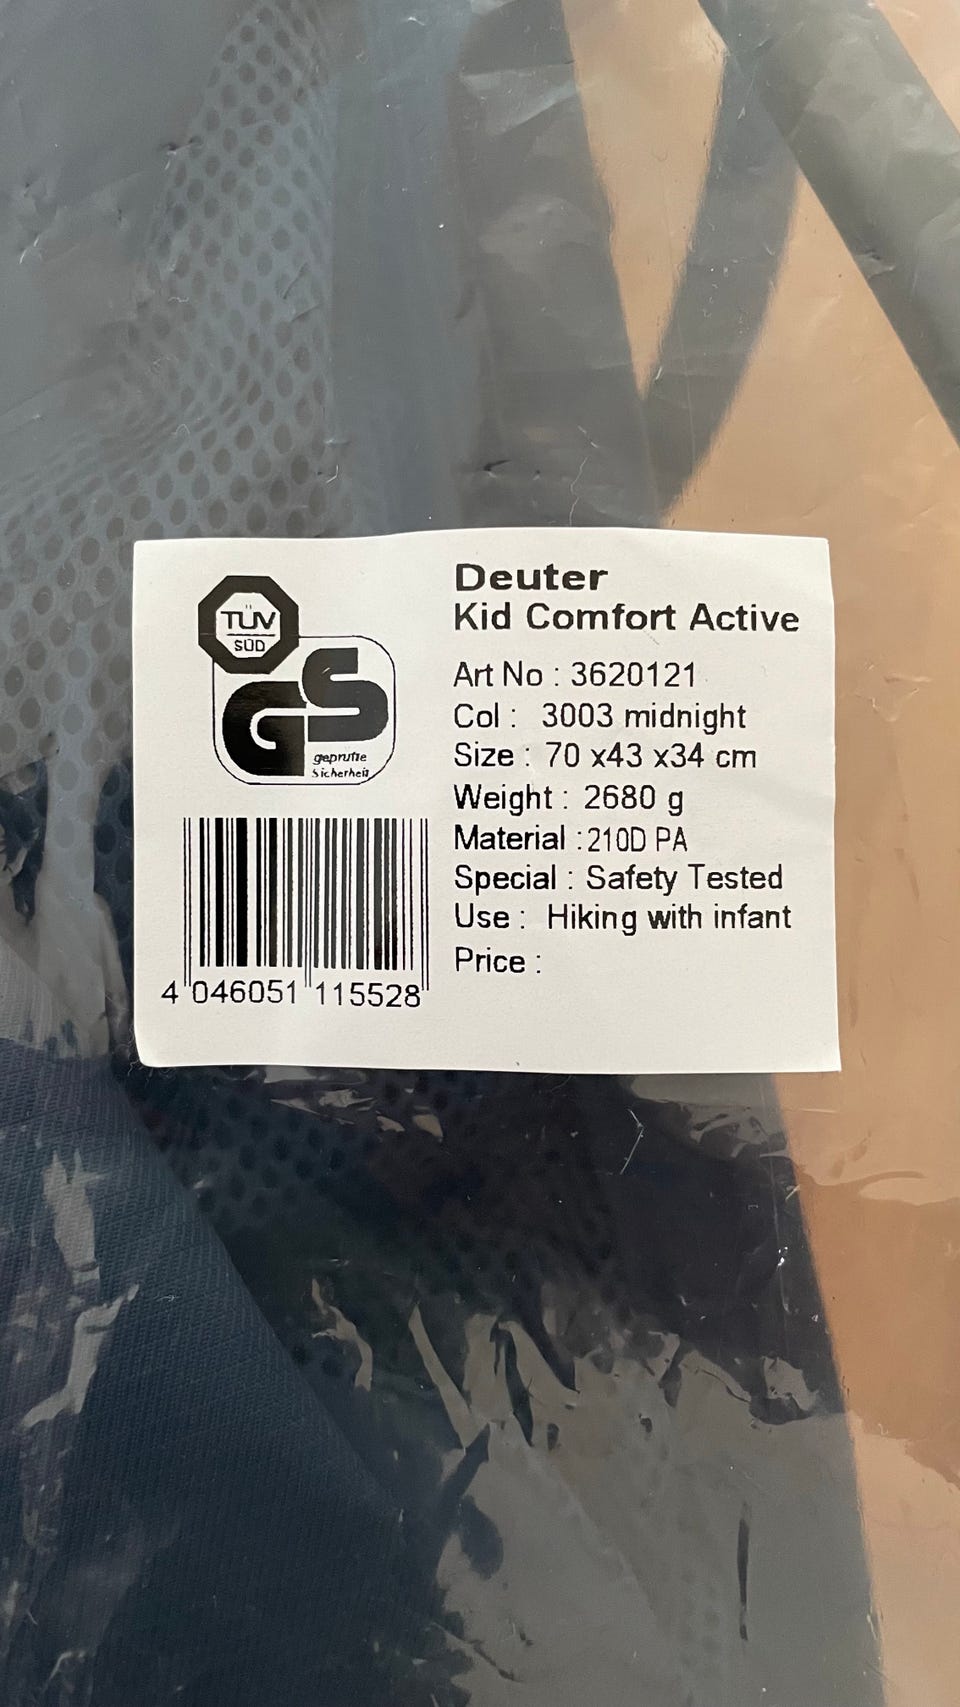 TÜV
SÜD
GS
geprüfte
Sicherheit
4 046051 115528
Deuter
Kid Comfort Active
Art No : 3620121
Col : 3003 midnight
Size : 70 x43 x34 cm
Weight : 2680 g
Material :210D PA
Special : Safety Tested
Use : Hiking with infant
Price :